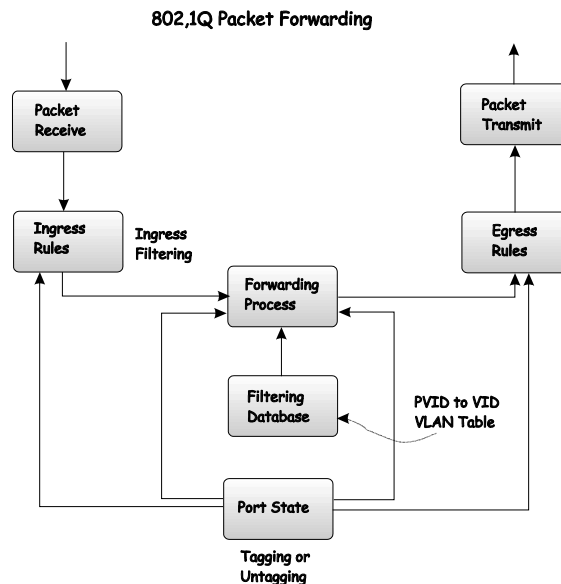 802,1Q Packet Forwarding
Packet
Receive
Packet
Transmit
Ingress
Rules
Ingress
Filtering
Egress
Rules
Forwarding
Process
Filtering
Database
PVID to VID
VLAN Table
Port State
Tagging or
Untagging